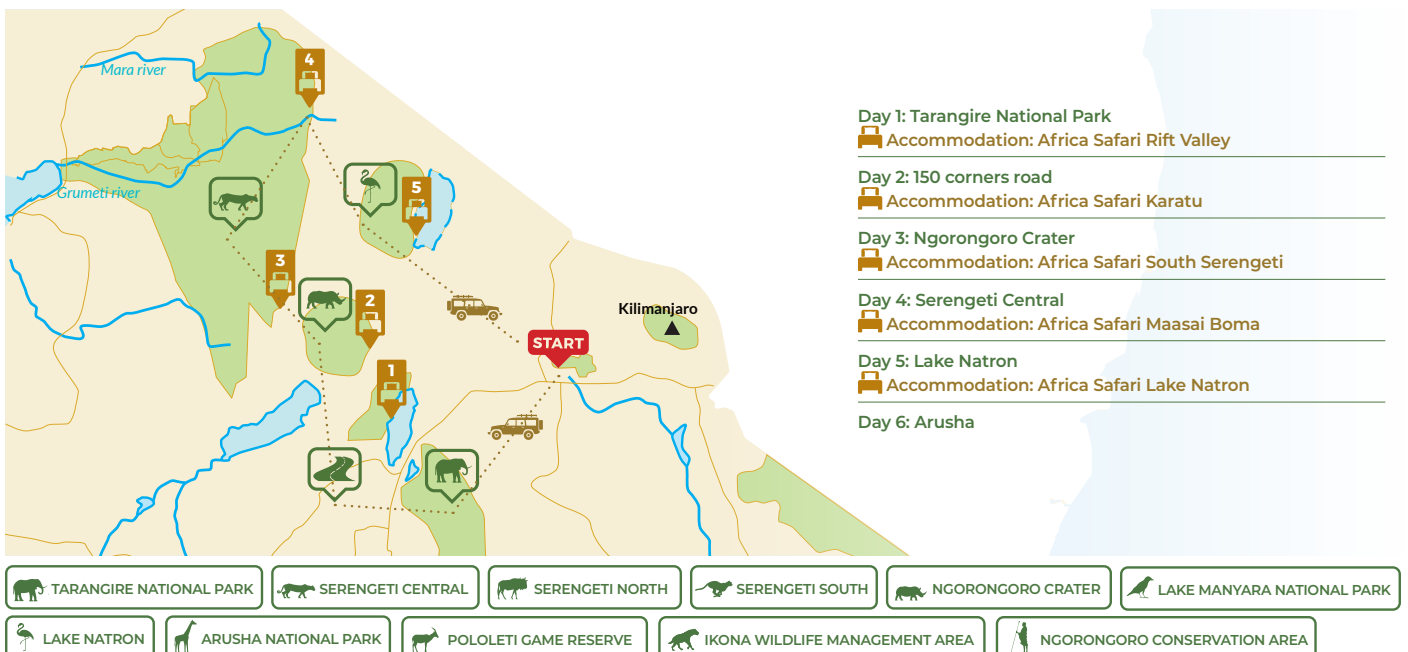 4
Mara river
Grumeti river
5
3
2
Kilimanjaro
START
1
Day 1: Tarangire National Park
Accommodation: Africa Safari Rift Valley
Day 2: 150 corners road
Accommodation: Africa Safari Karatu
Day 3: Ngorongoro Crater
Accommodation: Africa Safari South Serengeti
Day 4: Serengeti Central
Accommodation: Africa Safari Maasai Boma
Day 5: Lake Natron
Accommodation: Africa Safari Lake Natron
Day 6: Arusha
TARANGIRE NATIONAL PARK
SERENGETI CENTRAL
SERENGETI NORTH
SERENGETI SOUTH
NGORONGORO CRATER
LAKE MANYARA NATIONAL PARK
LAKE NATRON
ARUSHA NATIONAL PARK
POLOLETI GAME RESERVE
IKONA WILDLIFE MANAGEMENT AREA
NGORONGORO CONSERVATION AREA